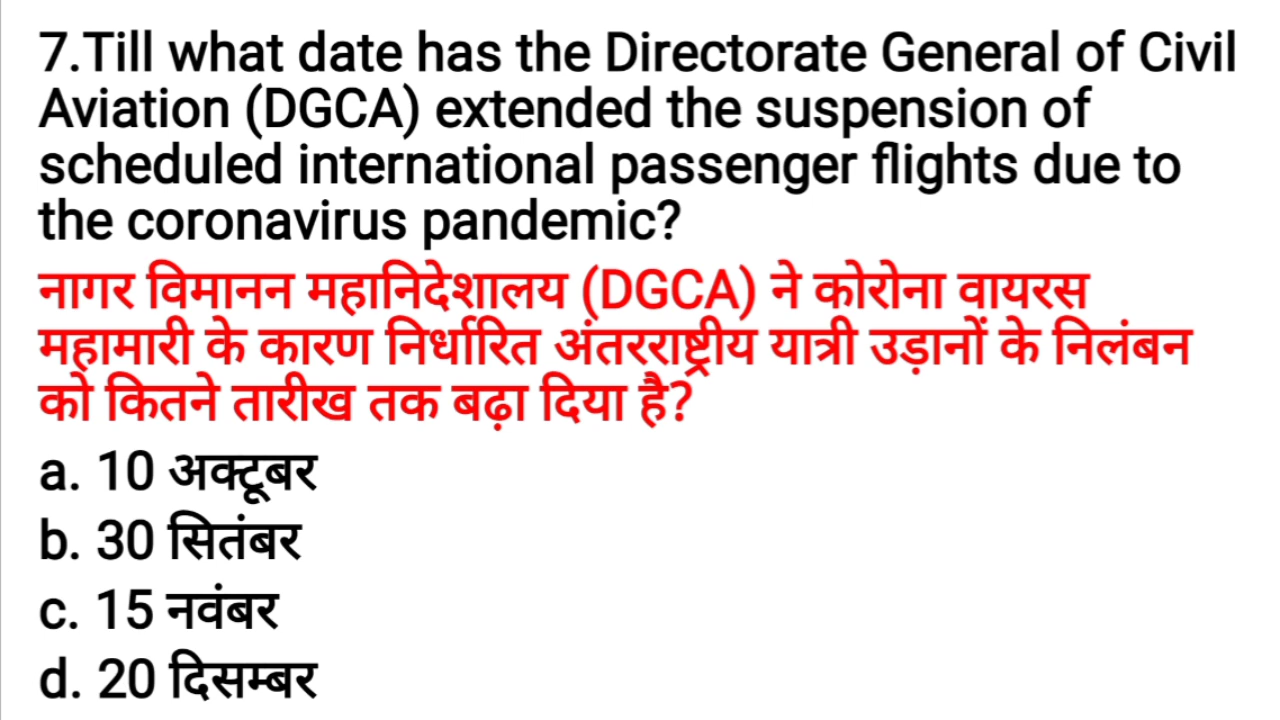 7.Till what date has the Directorate General of Civil
Aviation (DGCA) extended the suspension of
scheduled international passenger flights due to
the coronavirus pandemic?
नागर विमानन महानिदेशालय (DGCA) ने कोरोना वायरस
महामारी के कारण निर्धारित अंतरराष्ट्रीय यात्री उड़ानों के निलंबन
को कितने तारीख तक बढ़ा दिया है?
a. 10 अक्टूबर
b. 30 सितंबर
c. 15 नवंबर
d. 20 दिसम्बर